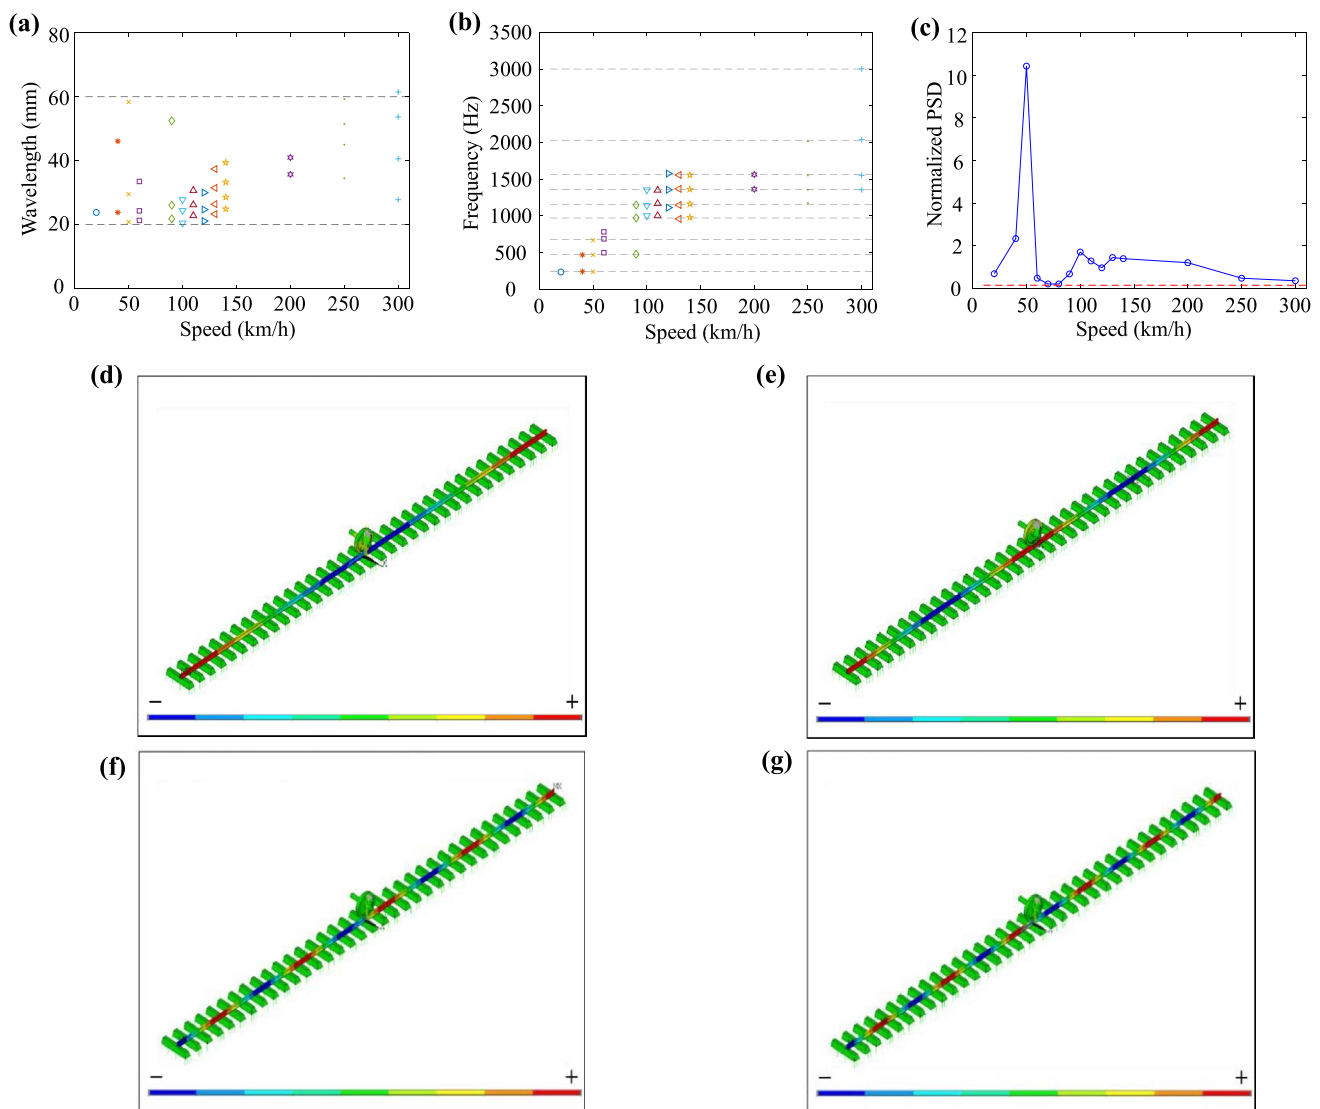 (a)
80
60
40
20
0
Wavelength (mm)
0 50 100 150 200 250 300
Speed (km/h)
(b)
3500
3000
2500
2000
1500
1000
500
0
Frequency (Hz)
0 50 100 150 200 250 300
Speed (km/h)
(c)
12
10
8
6
4
2
0
Normalized PSD
0 50 100 150 200 250 300
Speed (km/h)
(d)
− +
(e)
− +
(f)
− +
(g)
− +